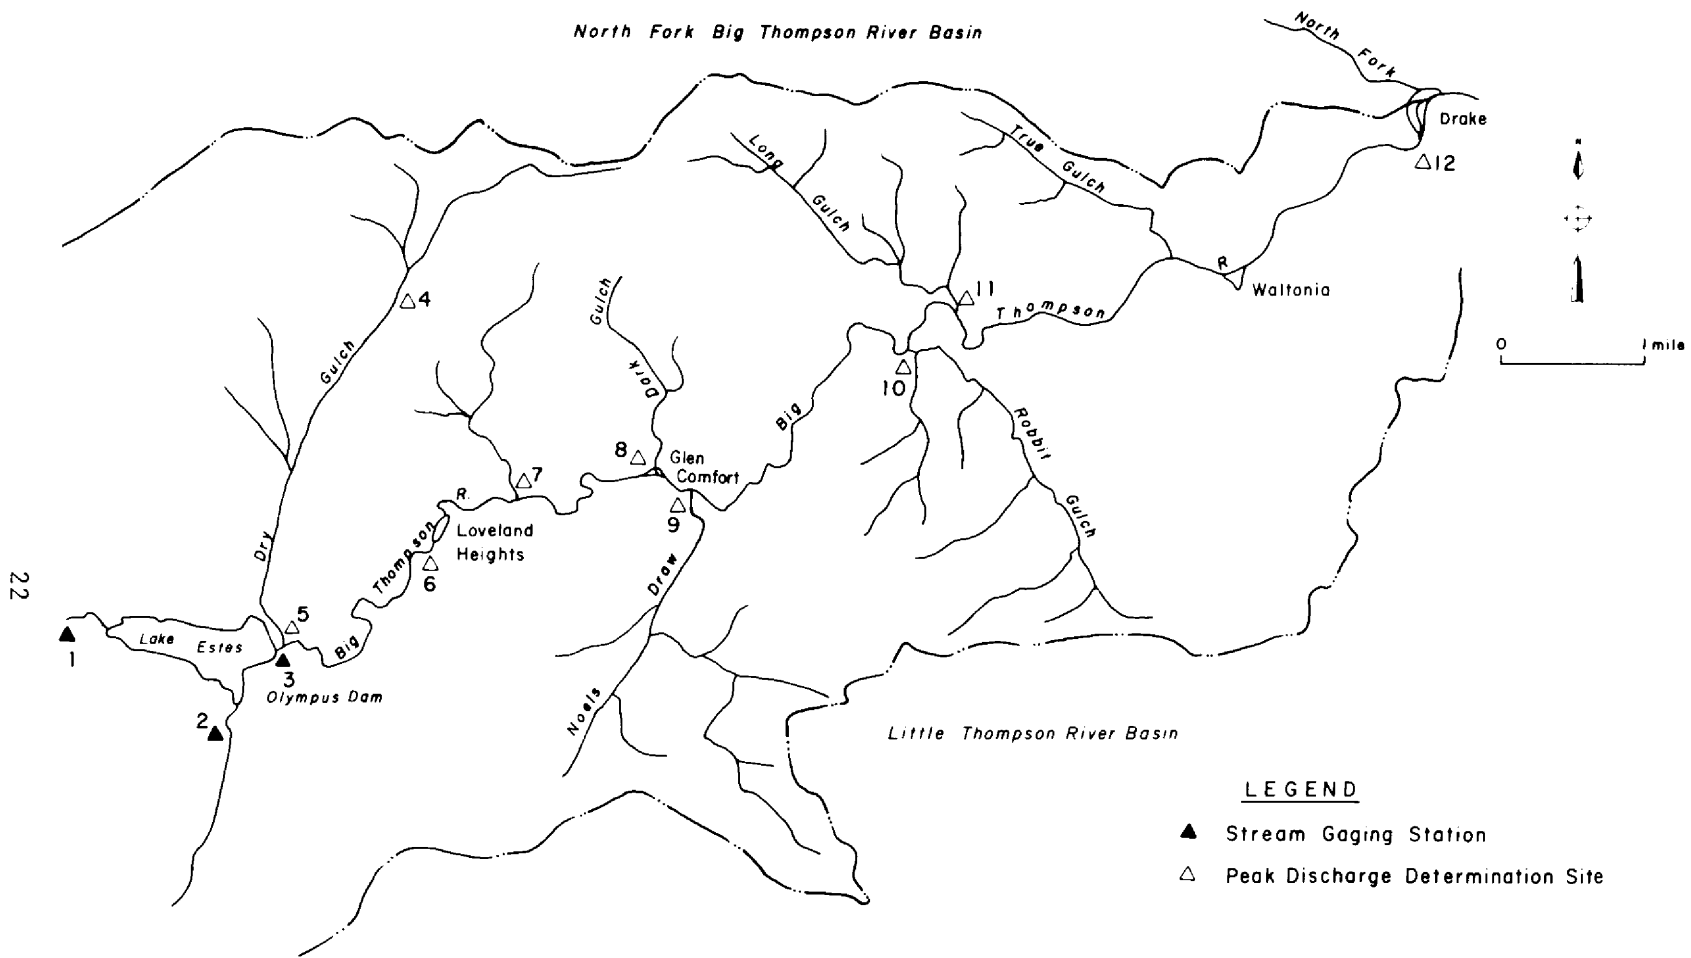 North Fork Big Thompson River Basin
North Fork
Drake
12
True Gulch
Long Gulch
4
Gulch
Dry
Dark Gulch
11
Thompson
R
Waltonia
0 1 mile
10
Big
Rabbit Gulch
8
Glen
Comfort
7
R.
9
Loveland
Heights
Thompson
6
Draw
Noels
22
5
Lake Estes
Big
1
3
Olympus Dam
2
Little Thompson River Basin
LEGEND
Stream Gaging Station
Peak Discharge Determination Site